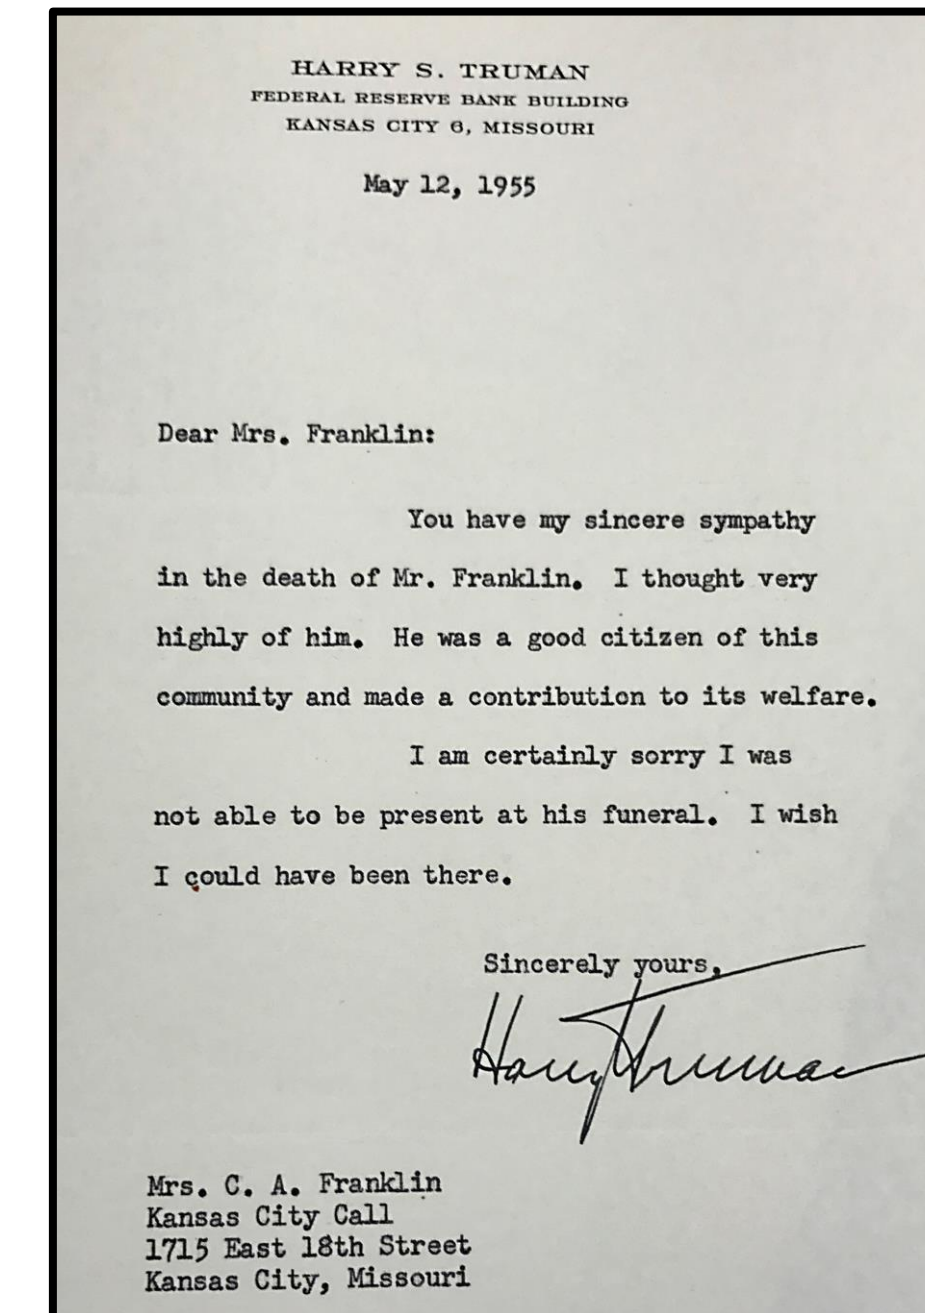 HARRY S. TRUMAN
FEDERAL RESERVE BANK BUILDING
KANSAS CITY 6, MISSOURI
May 12, 1955
Dear Mrs. Franklin:
You have my sincere sympathy
in the death of Mr. Franklin. I thought very
highly of him. He was a good citizen of this
community and made a contribution to its welfare.
I am certainly sorry I was
not able to be present at his funeral. I wish
I could have been there.
Sincerely yours,
Harry Truman
Mrs. C. A. Franklin
Kansas City Call
1715 East 18th Street
Kansas City, Missouri